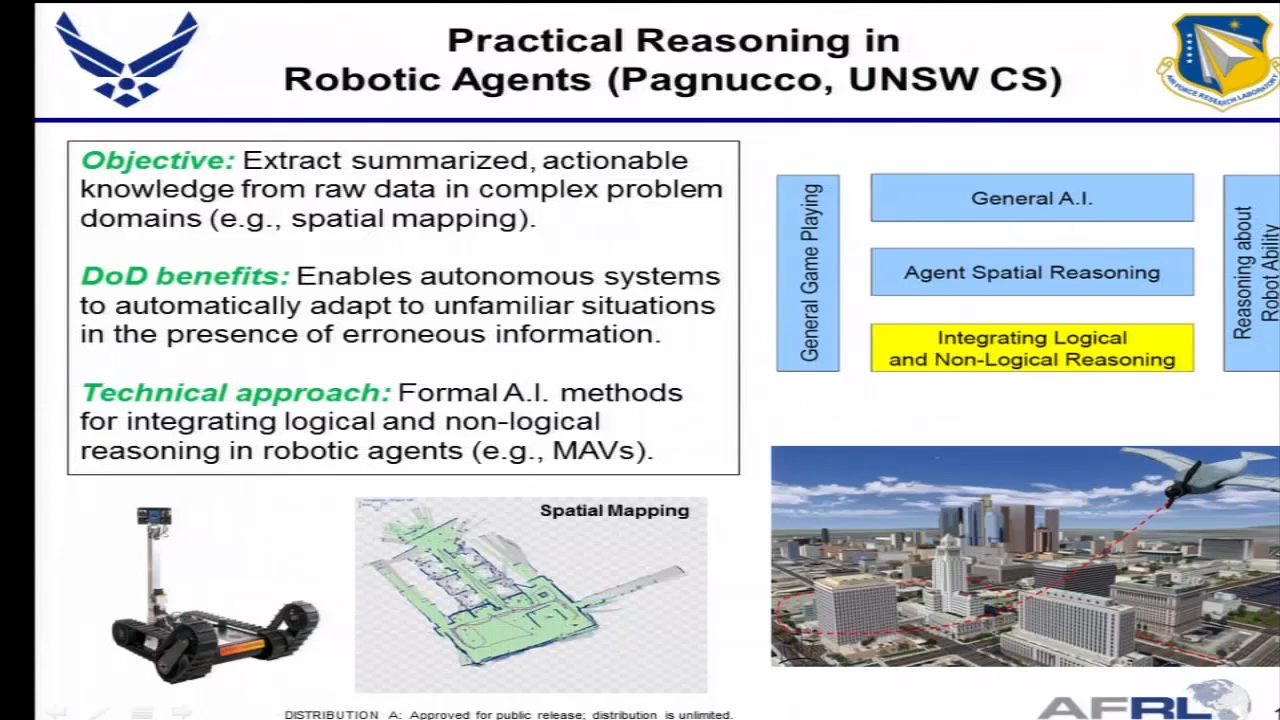 Practical Reasoning in
Robotic Agents (Pagnucco, UNSW CS)
AIR FORCE RESEARCH LABORATORY
Objective: Extract summarized, actionable
knowledge from raw data in complex problem
domains (e.g., spatial mapping).
DoD benefits: Enables autonomous systems
to automatically adapt to unfamiliar situations
in the presence of erroneous information.
Technical approach: Formal A.I. methods
for integrating logical and non-logical
reasoning in robotic agents (e.g., MAVs).
General Game Playing
General A.I.
Agent Spatial Reasoning
Integrating Logical
and Non-Logical Reasoning
Reasoning about
Robot Ability
Spatial Mapping
DISTRIBUTION A: Approved for public release; distribution is unlimited.
AFRL